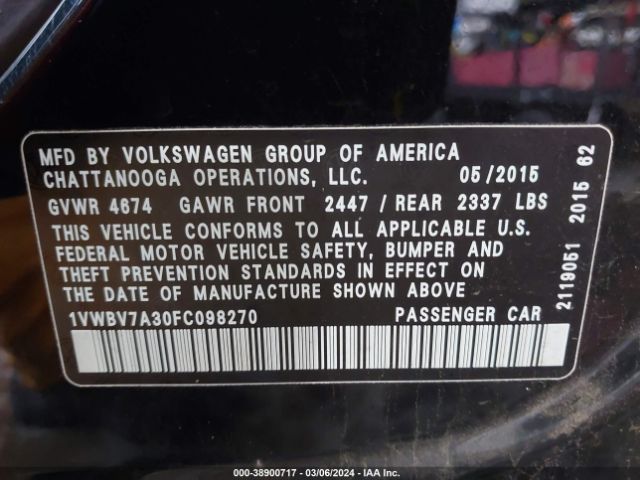 MFD BY VOLKSWAGEN GROUP OF AMERICA
CHATTANOOGA OPERATIONS, LLC. 05/2015
GVWR 4674 GAWR FRONT 2447 / REAR 2337 LBS
THIS VEHICLE CONFORMS TO ALL APPLICABLE U.S.
FEDERAL MOTOR VEHICLE SAFETY, BUMPER AND
THEFT PREVENTION STANDARDS IN EFFECT ON
THE DATE OF MANUFACTURE SHOWN ABOVE
1VWBV7A30FC098270 PASSENGER CAR
2119051 2015 62
000-38900717 - 03/06/2024 - IAA Inc.